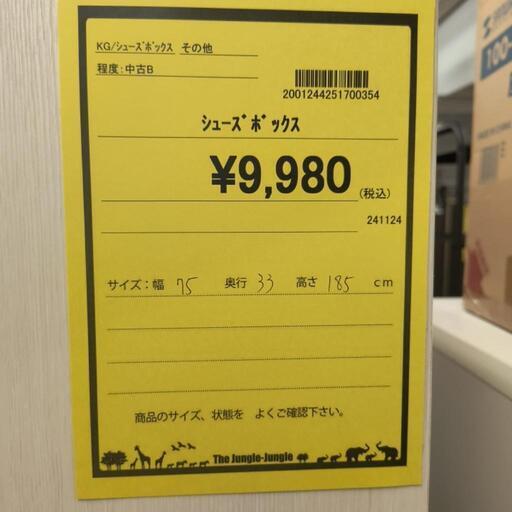 KG/シューズボックス その他
程度:中古B
2001244251700354
シューズボックス
¥9,980 (税込)
241124
サイズ:幅 75 奥行 33 高さ 185 cm
商品のサイズ、状態を よくご確認下さい。
The Jungle-Jungle
100-